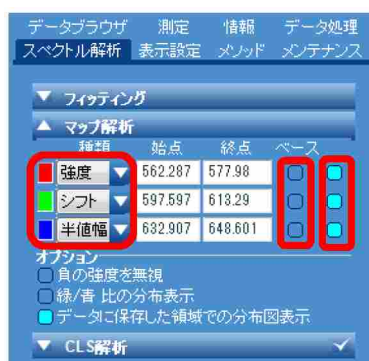 データブラウザ 測定 情報 データ処理
スペクトル解析 表示設定 メソッド メンテナンス
▼ フィッティング
▲ マップ解析
種類 始点 終点 ベース
強度 562.287 577.98
シフト 597.597 613.29
半値幅 632.907 648.601
オプション
負の強度を無視
緑/青 比の分布表示
データに保存した領域での分布図表示
▼ CLS解析